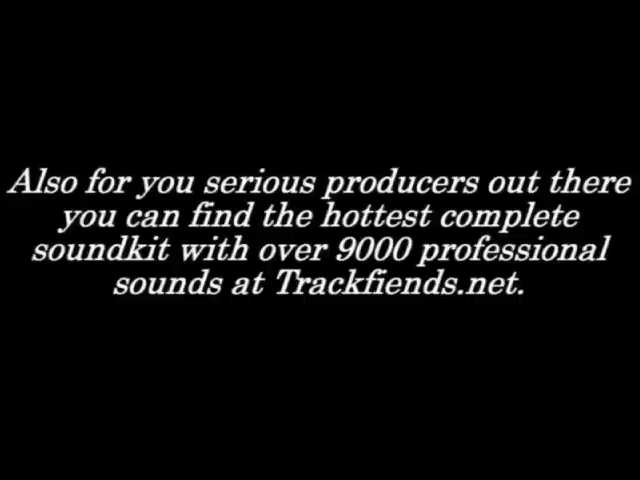 Also for you serious producers out there
you can find the hottest complete
soundkit with over 9000 professional
sounds at Trackfiends.net.